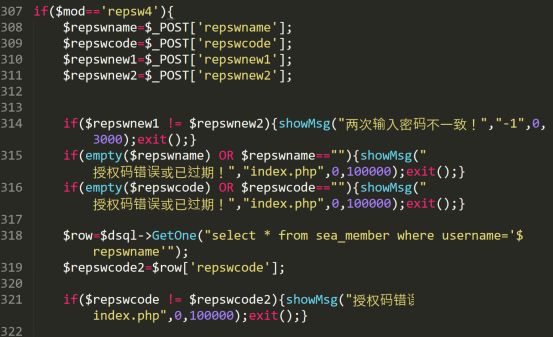 307 if($mod=='repsw4'){
308 $repswname=$_POST['repswname'];
309 $repswcode=$_POST['repswcode'];
310 $repswnew1=$_POST['repswnew1'];
311 $repswnew2=$_POST['repswnew2'];
312
313
314 if($repswnew1 != $repswnew2){showMsg("两次输入密码不一致！","-1",0,
3000);exit();}
315 if(empty($repswname) OR $repswname==""){showMsg("
授权码错误或已过期！","index.php",0,100000);exit();}
316 if(empty($repswcode) OR $repswcode==""){showMsg("
授权码错误或已过期！","index.php",0,100000);exit();}
317
318 $row=$dsql->GetOne("select * from sea_member where username='$
repswname'");
319 $repswcode2=$row['repswcode'];
320
321 if($repswcode != $repswcode2){showMsg("授权码错
index.php",0,100000);exit();}
322